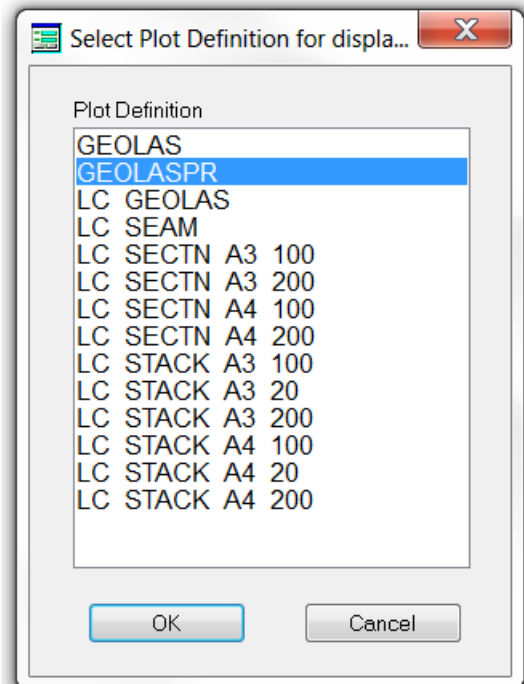 Select Plot Definition for displa...
Plot Definition
GEOLAS
GEOLASPR
LC GEOLAS
LC SEAM
LC SECTN A3 100
LC SECTN A3 200
LC SECTN A4 100
LC SECTN A4 200
LC STACK A3 100
LC STACK A3 20
LC STACK A3 200
LC STACK A4 100
LC STACK A4 20
LC STACK A4 200
OK Cancel